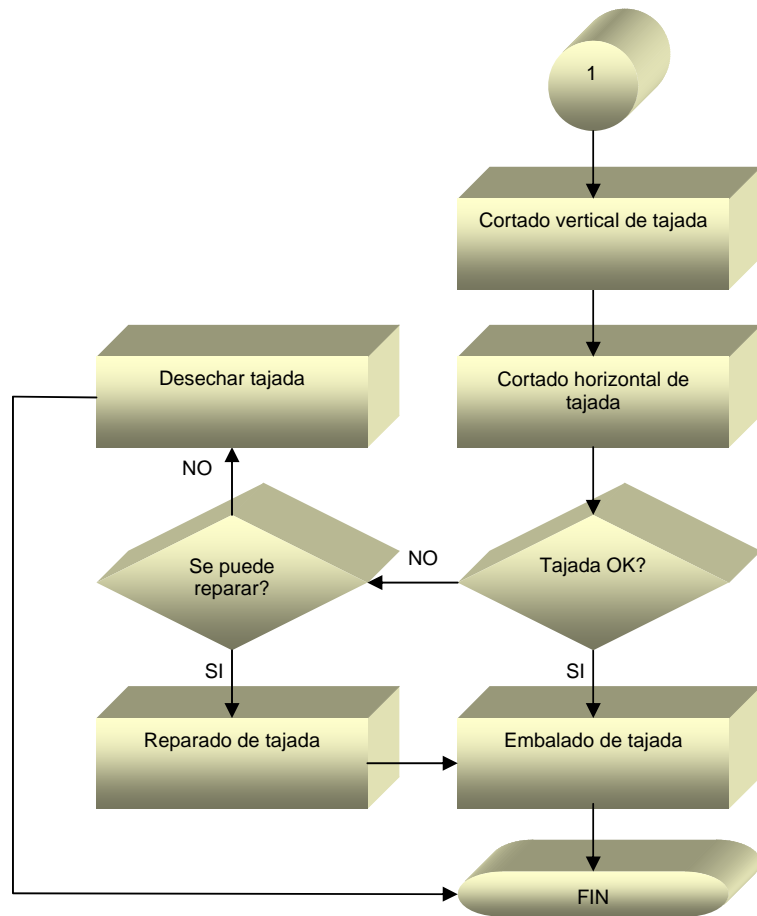 1
Cortado vertical de tajada
Desechar tajada
Cortado horizontal de
tajada
NO
Se puede
reparar?
NO
Tajada OK?
SI
SI
Reparado de tajada
Embalado de tajada
FIN